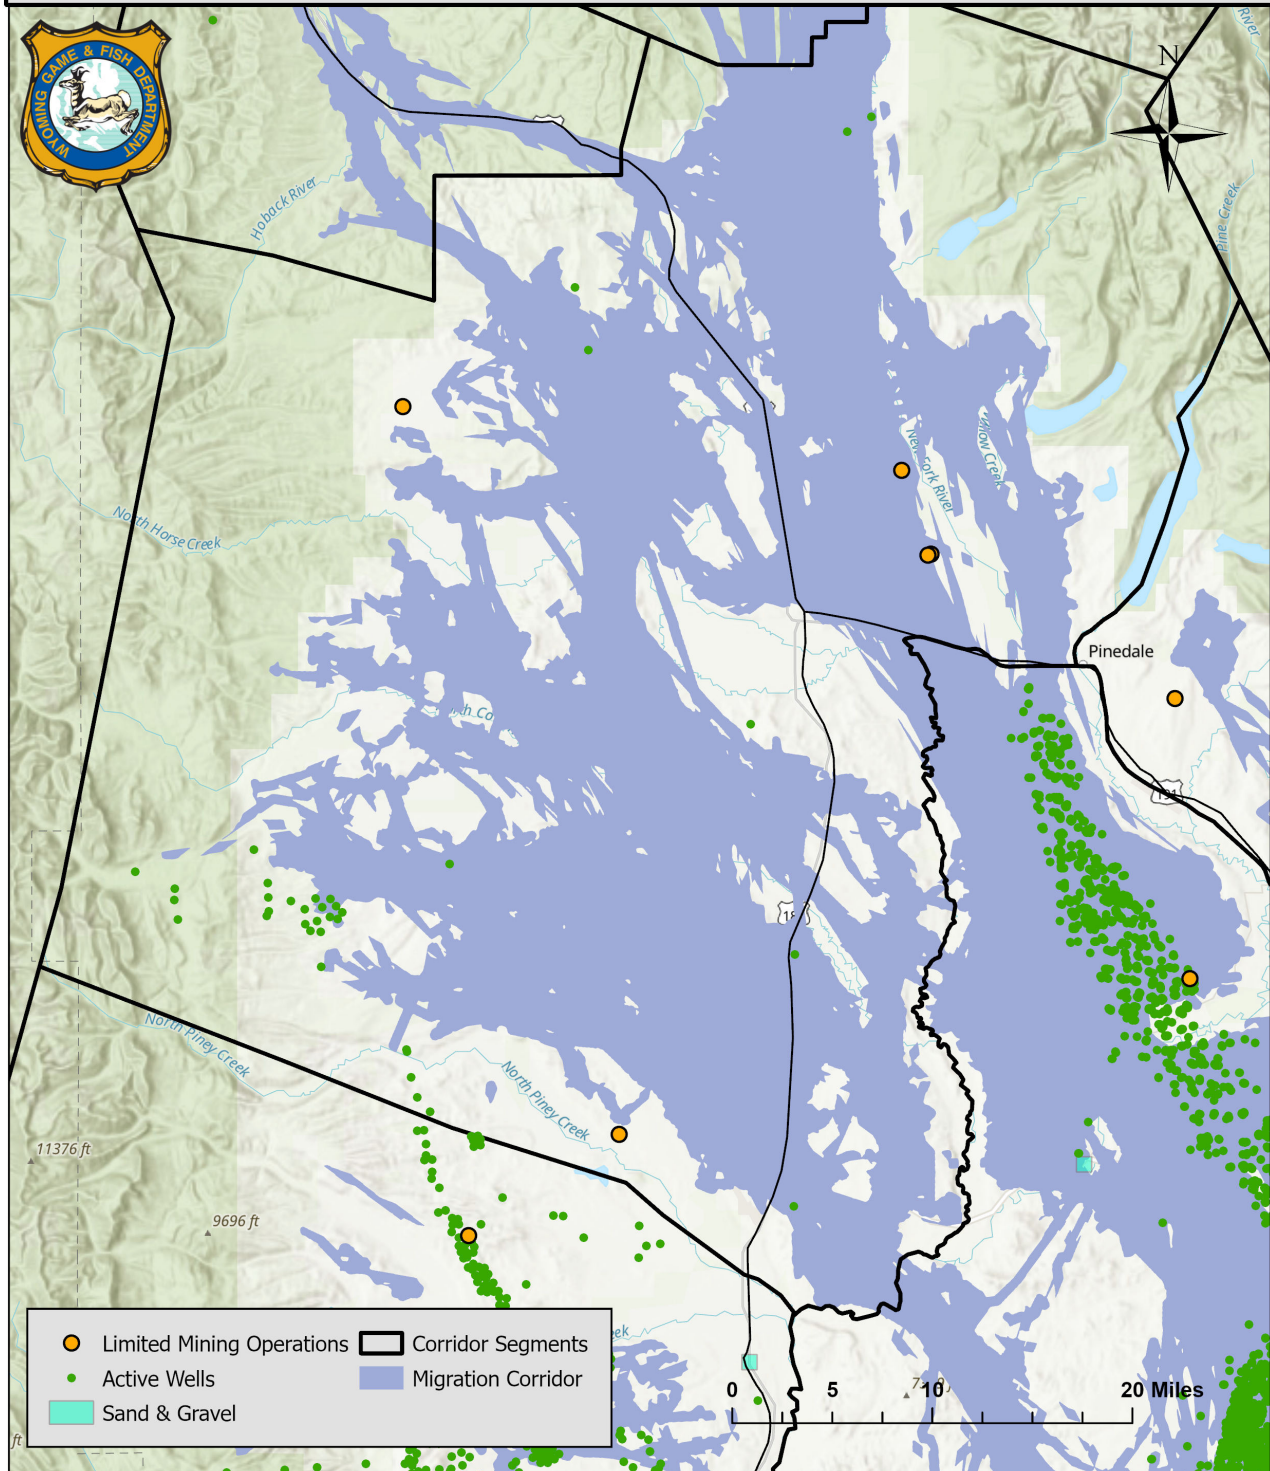 WYOMING GAME & FISH DEPARTMENT
N
River
Hoback River
Pine Creek
New Fork River
North Horse Creek
Pinedale
191
North Piney Creek
North Piney Creek
11376 ft
9696 ft
Limited Mining Operations
Corridor Segments
Active Wells
Migration Corridor
Sand & Gravel
0 5 10 20 Miles
ft